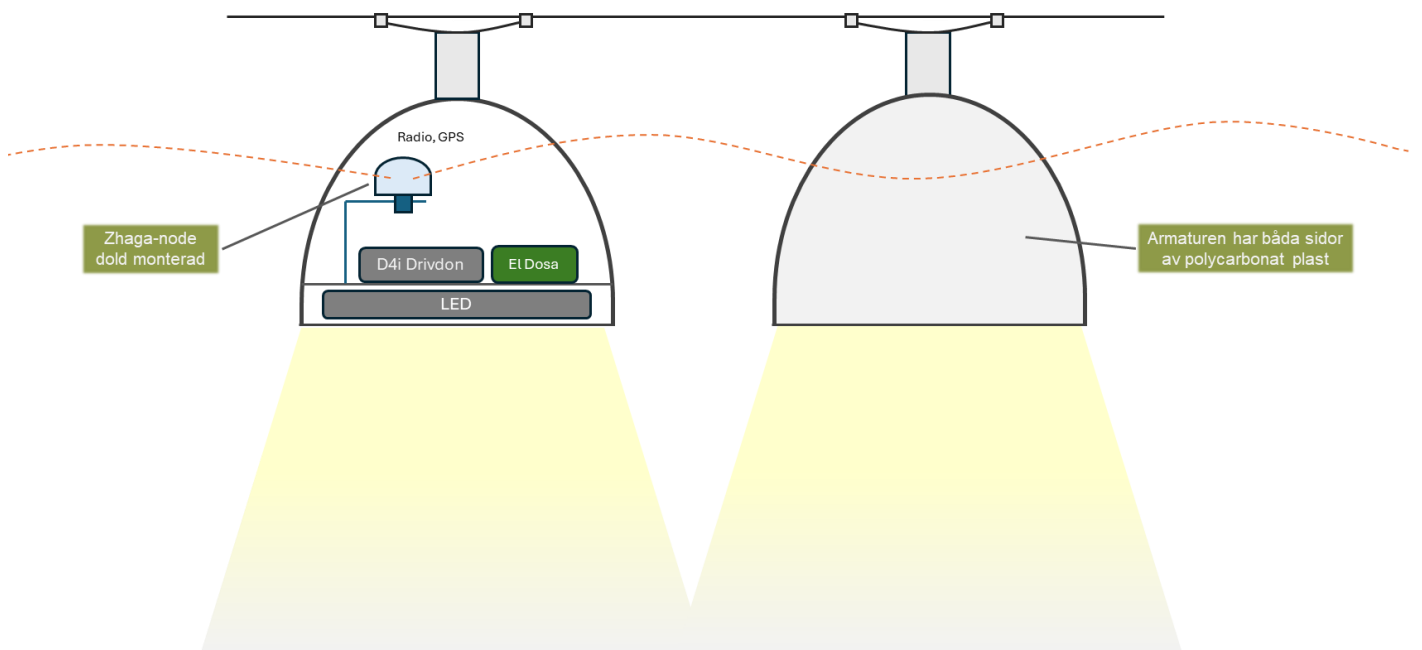 Radio, GPS
Zhaga-node
dold monterad
D4i Drivdon
El Dosa
LED
Armaturen har båda sidor
av polycarbonat plast